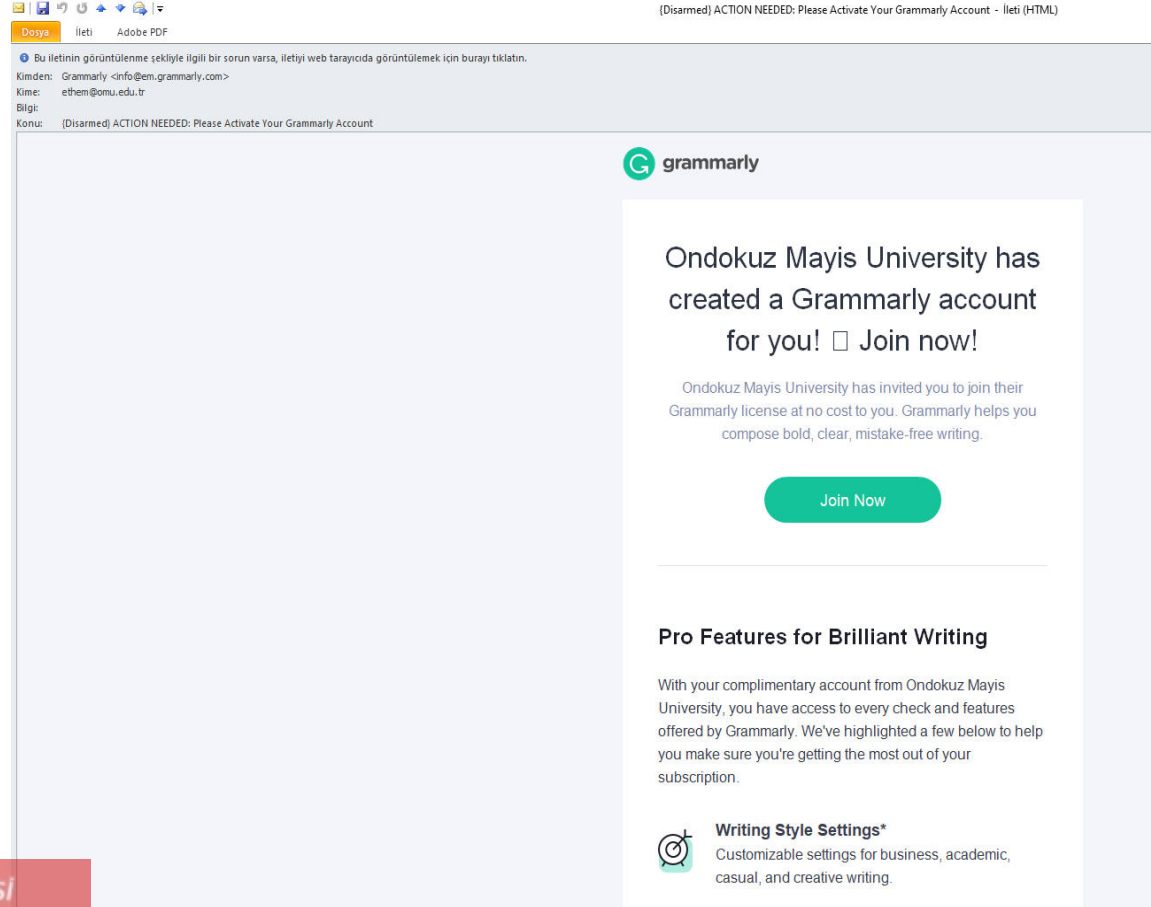 {Disarmed} ACTION NEEDED: Please Activate Your Grammarly Account - İleti (HTML)
Dosya İleti Adobe PDF
Bu iletinin görüntülenme şekliyle ilgili bir sorun varsa, iletiyi web tarayıcıda görüntülemek için burayı tıklatın.
Kimden: Grammarly <info@em.grammarly.com>
Kime: ethem@omu.edu.tr
Bilgi:
Konu: {Disarmed} ACTION NEEDED: Please Activate Your Grammarly Account
grammarly
Ondokuz Mayis University has
created a Grammarly account
for you! □ Join now!
Ondokuz Mayis University has invited you to join their
Grammarly license at no cost to you. Grammarly helps you
compose bold, clear, mistake-free writing.
Join Now
Pro Features for Brilliant Writing
With your complimentary account from Ondokuz Mayis
University, you have access to every check and features
offered by Grammarly. We've highlighted a few below to help
you make sure you're getting the most out of your
subscription.
Writing Style Settings*
Customizable settings for business, academic,
casual, and creative writing.
si